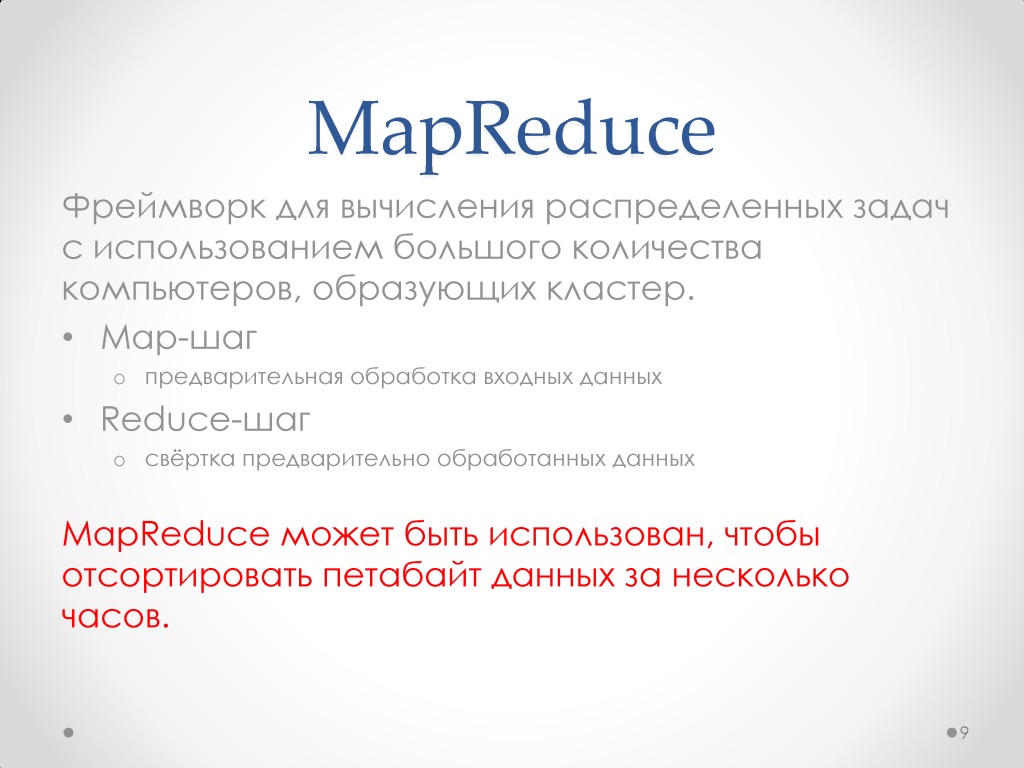 MapReduce
Фреймворк для вычисления распределенных задач
с использованием большого количества
компьютеров, образующих кластер.
• Map-шаг
o предварительная обработка входных данных
• Reduce-шаг
o свёртка предварительно обработанных данных
MapReduce может быть использован, чтобы
отсортировать петабайт данных за несколько
часов.
9